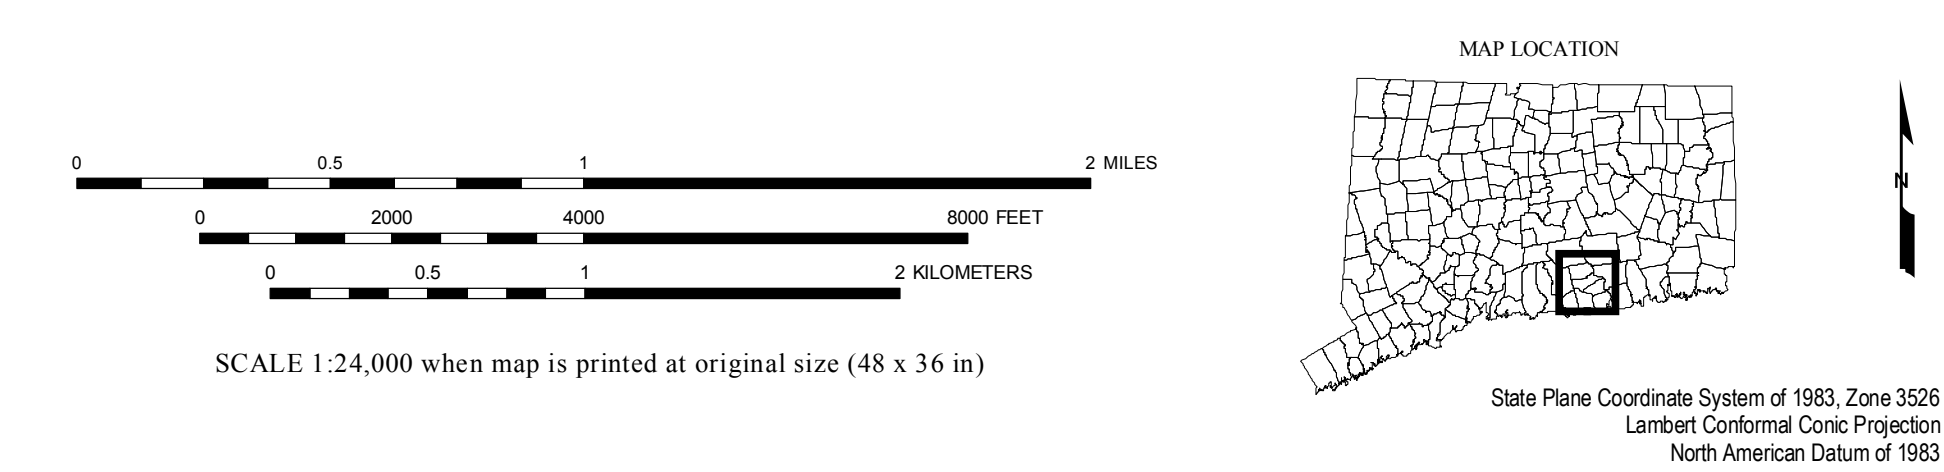 0 0.5 1 2 MILES
0 2000 4000 8000 FEET
0 0.5 1 2 KILOMETERS
SCALE 1:24,000 when map is printed at original size (48 x 36 in)
MAP LOCATION
N
State Plane Coordinate System of 1983, Zone 3526
Lambert Conformal Conic Projection
North American Datum of 1983